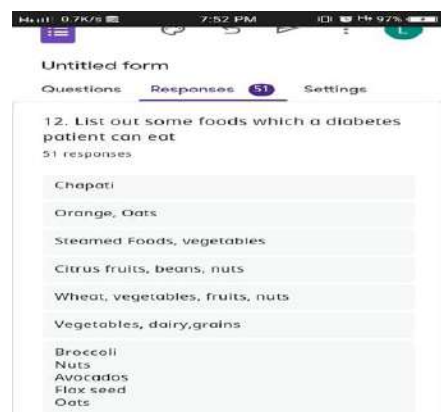 0.7K/s 7:52 PM 97%
L
Untitled form
Questions Responses 51 Settings
12. List out some foods which a diabetes
patient can eat
51 responses
Chapati
Orange, Oats
Steamed Foods, vegetables
Citrus fruits, beans, nuts
Wheat, vegetables, fruits, nuts
Vegetables, dairy,grains
Broccoli
Nuts
Avocados
Flax seed
Oats